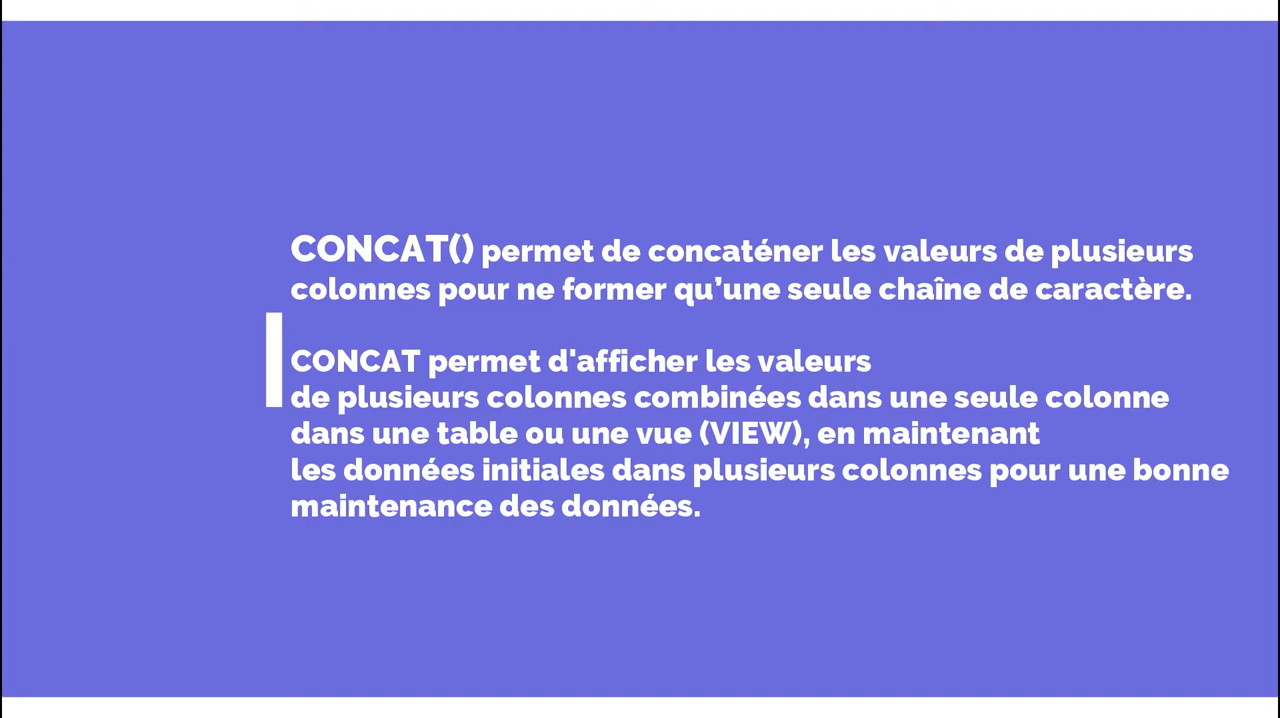 CONCAT() permet de concaténer les valeurs de plusieurs
colonnes pour ne former qu’une seule chaîne de caractère.
CONCAT permet d'afficher les valeurs
de plusieurs colonnes combinées dans une seule colonne
dans une table ou une vue (VIEW), en maintenant
les données initiales dans plusieurs colonnes pour une bonne
maintenance des données.